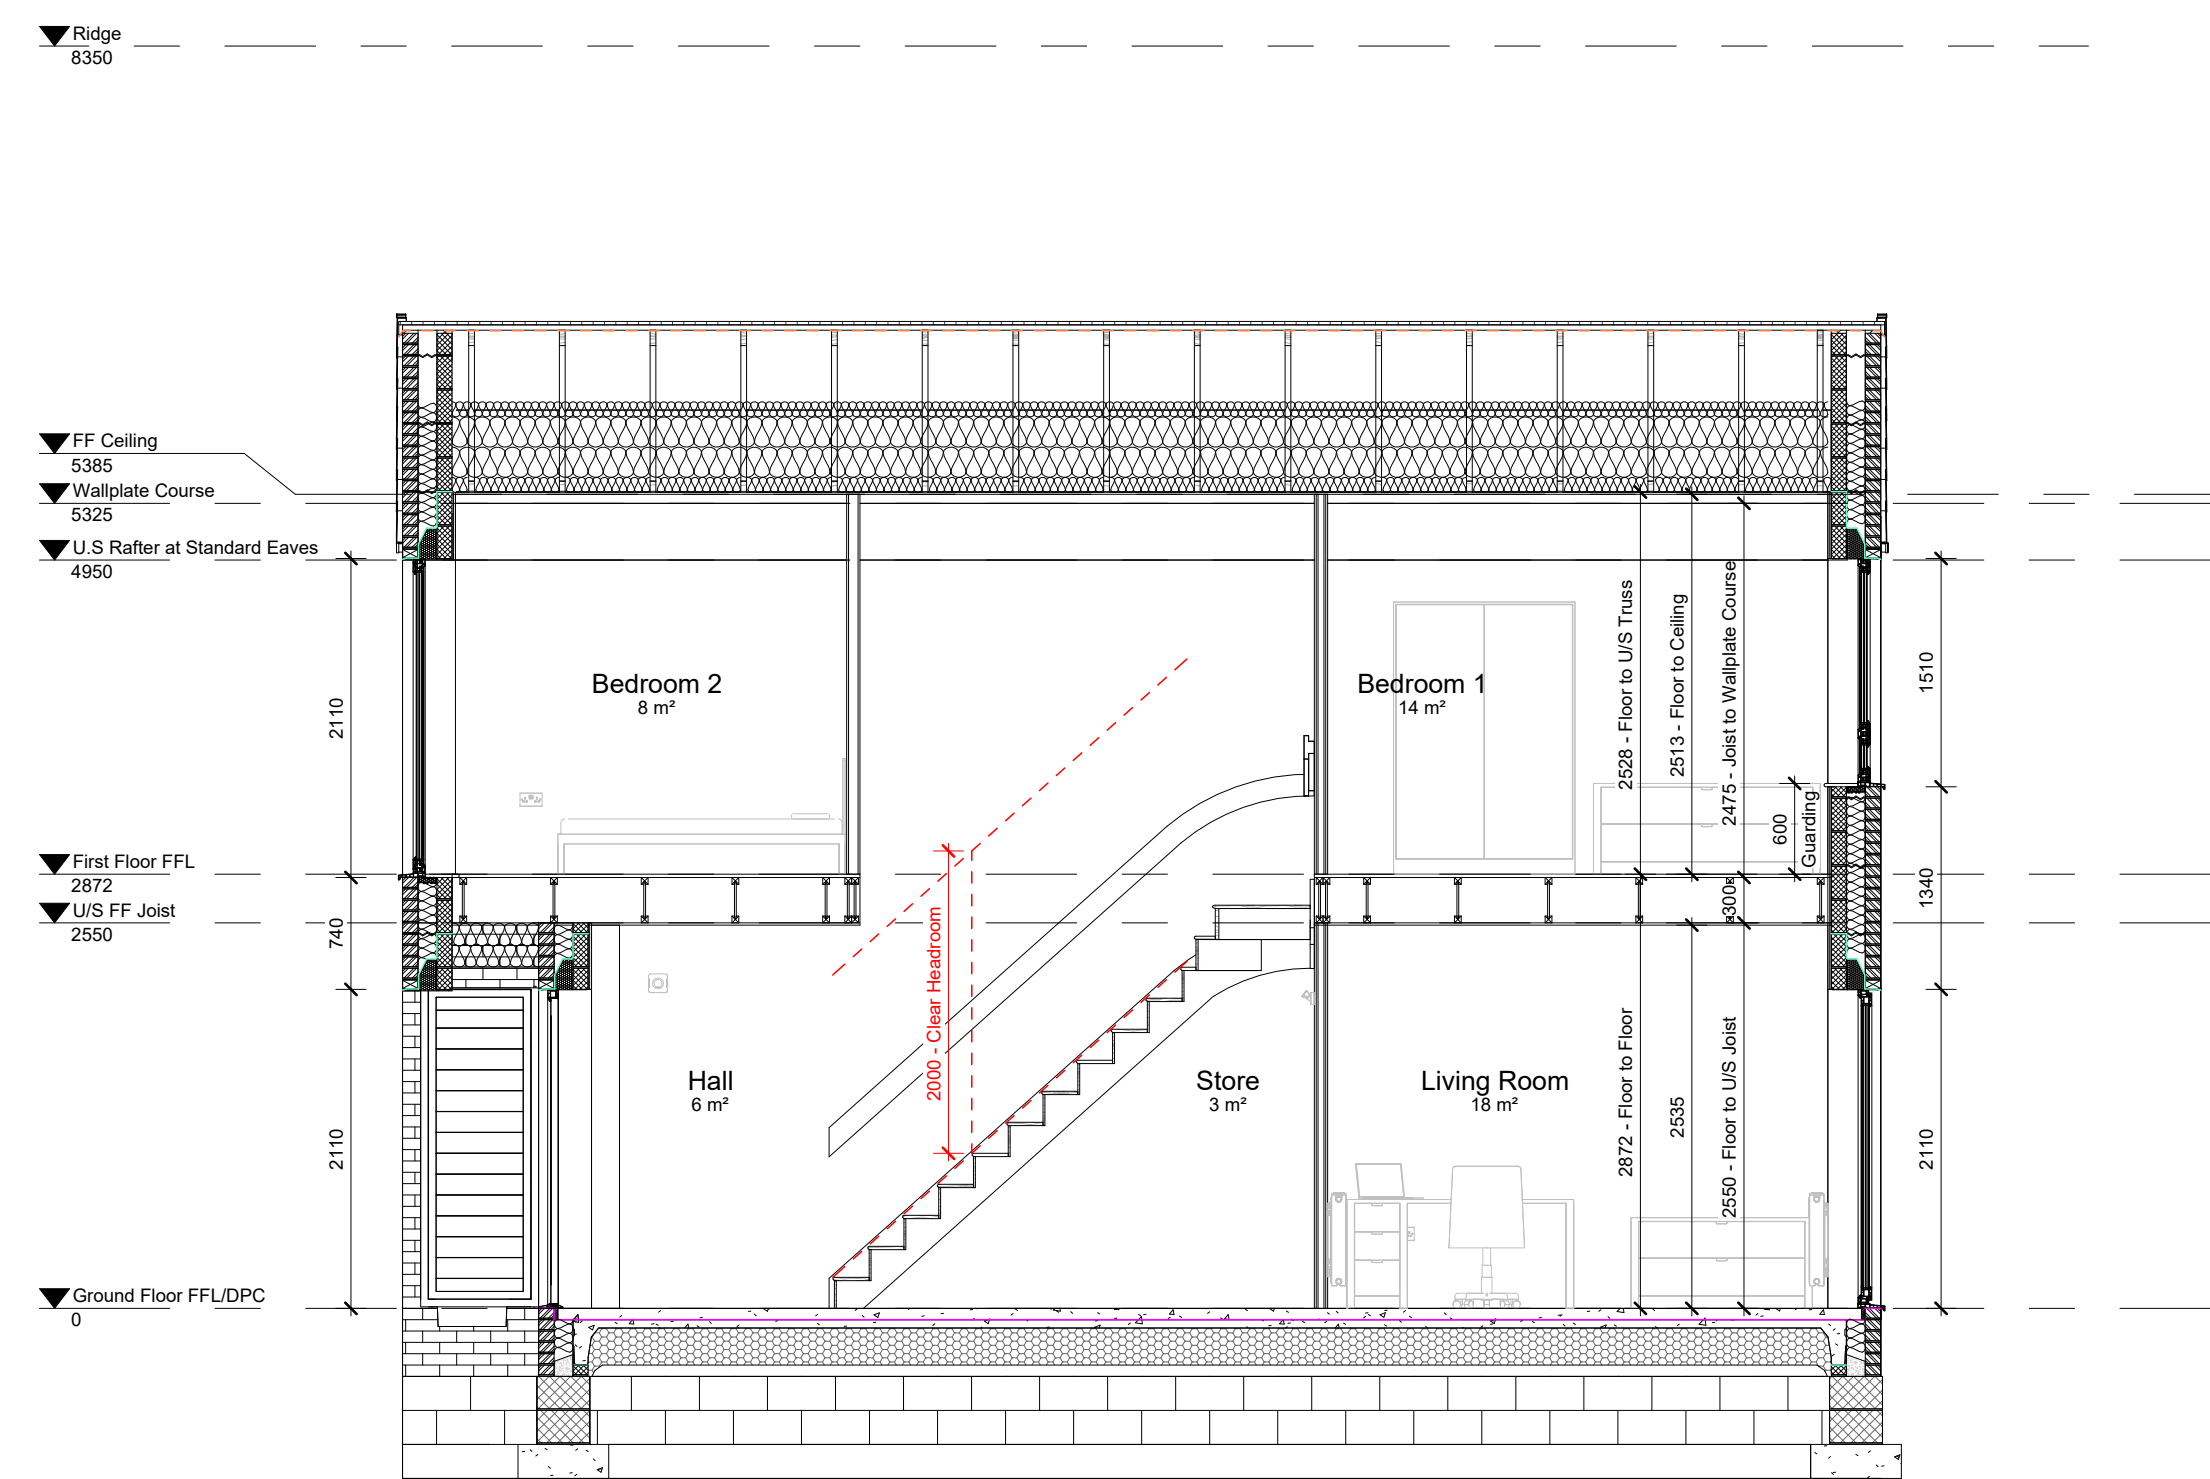 Ridge
8350
FF Ceiling
5385
Wallplate Course
5325
U.S Rafter at Standard Eaves
4950
First Floor FFL
2872
U/S FF Joist
2550
Ground Floor FFL/DPC
0
2110
740
2110
Bedroom 2
8 m²
Bedroom 1
14 m²
2528 - Floor to U/S Truss
2513 - Floor to Ceiling
2475 - Joist to Wallplate Course
600
Guarding
300
1510
1340
2110
2000 - Clear Headroom
Hall
6 m²
Store
3 m²
Living Room
18 m²
2872 - Floor to Floor
2535
2550 - Floor to U/S Joist